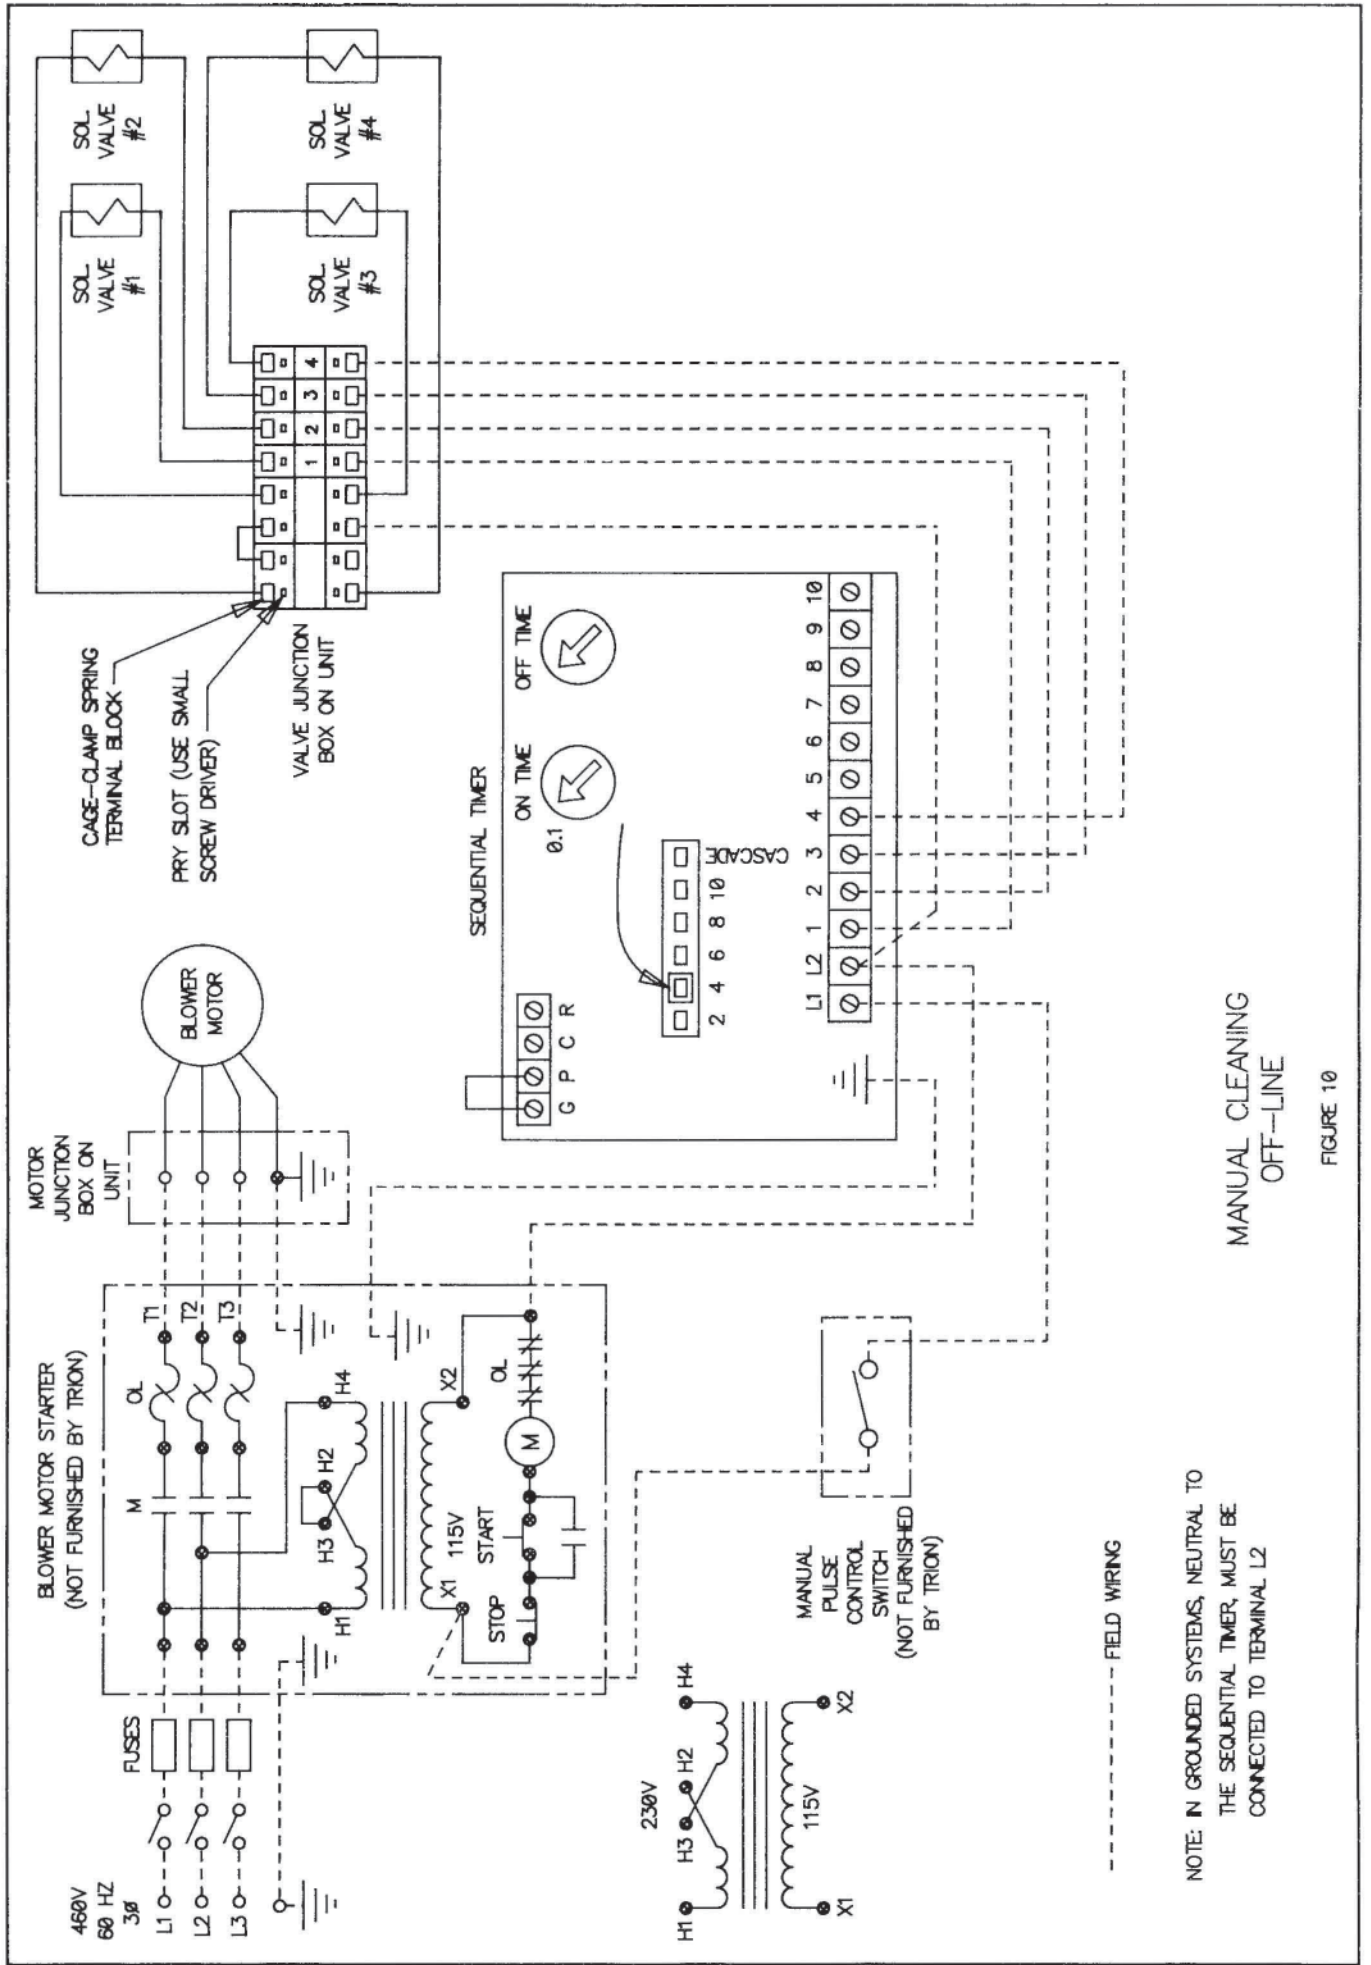 460V
60 HZ
3Ø
L1
L2
L3
FUSES
BLOWER MOTOR STARTER
(NOT FURNISHED BY TRION)
M
OL
T1
T2
T3
H1
H3
H2
H4
X1
115V
X2
STOP
START
M
OL
MOTOR
JUNCTION
BOX ON
UNIT
BLOWER
MOTOR
CAGE-CLAMP SPRING
TERMINAL BLOCK
PRY SLOT (USE SMALL
SCREW DRIVER)
VALVE JUNCTION
BOX ON UNIT
1
2
3
4
SOL.
VALVE
#1
SOL.
VALVE
#2
SOL.
VALVE
#3
SOL.
VALVE
#4
SEQUENTIAL TIMER
G
P
C
R
ON TIME
0.1
OFF TIME
2
4
6
8
10
CASCADE
L1
L2
1
2
3
4
5
6
7
8
9
10
230V
H1
H3
H2
H4
115V
X1
X2
MANUAL
PULSE
CONTROL
SWITCH
(NOT FURNISHED
BY TRION)
FIELD WIRING
NOTE: IN GROUNDED SYSTEMS, NEUTRAL TO
THE SEQUENTIAL TIMER, MUST BE
CONNECTED TO TERMINAL L2
MANUAL CLEANING
OFF-LINE
FIGURE 10